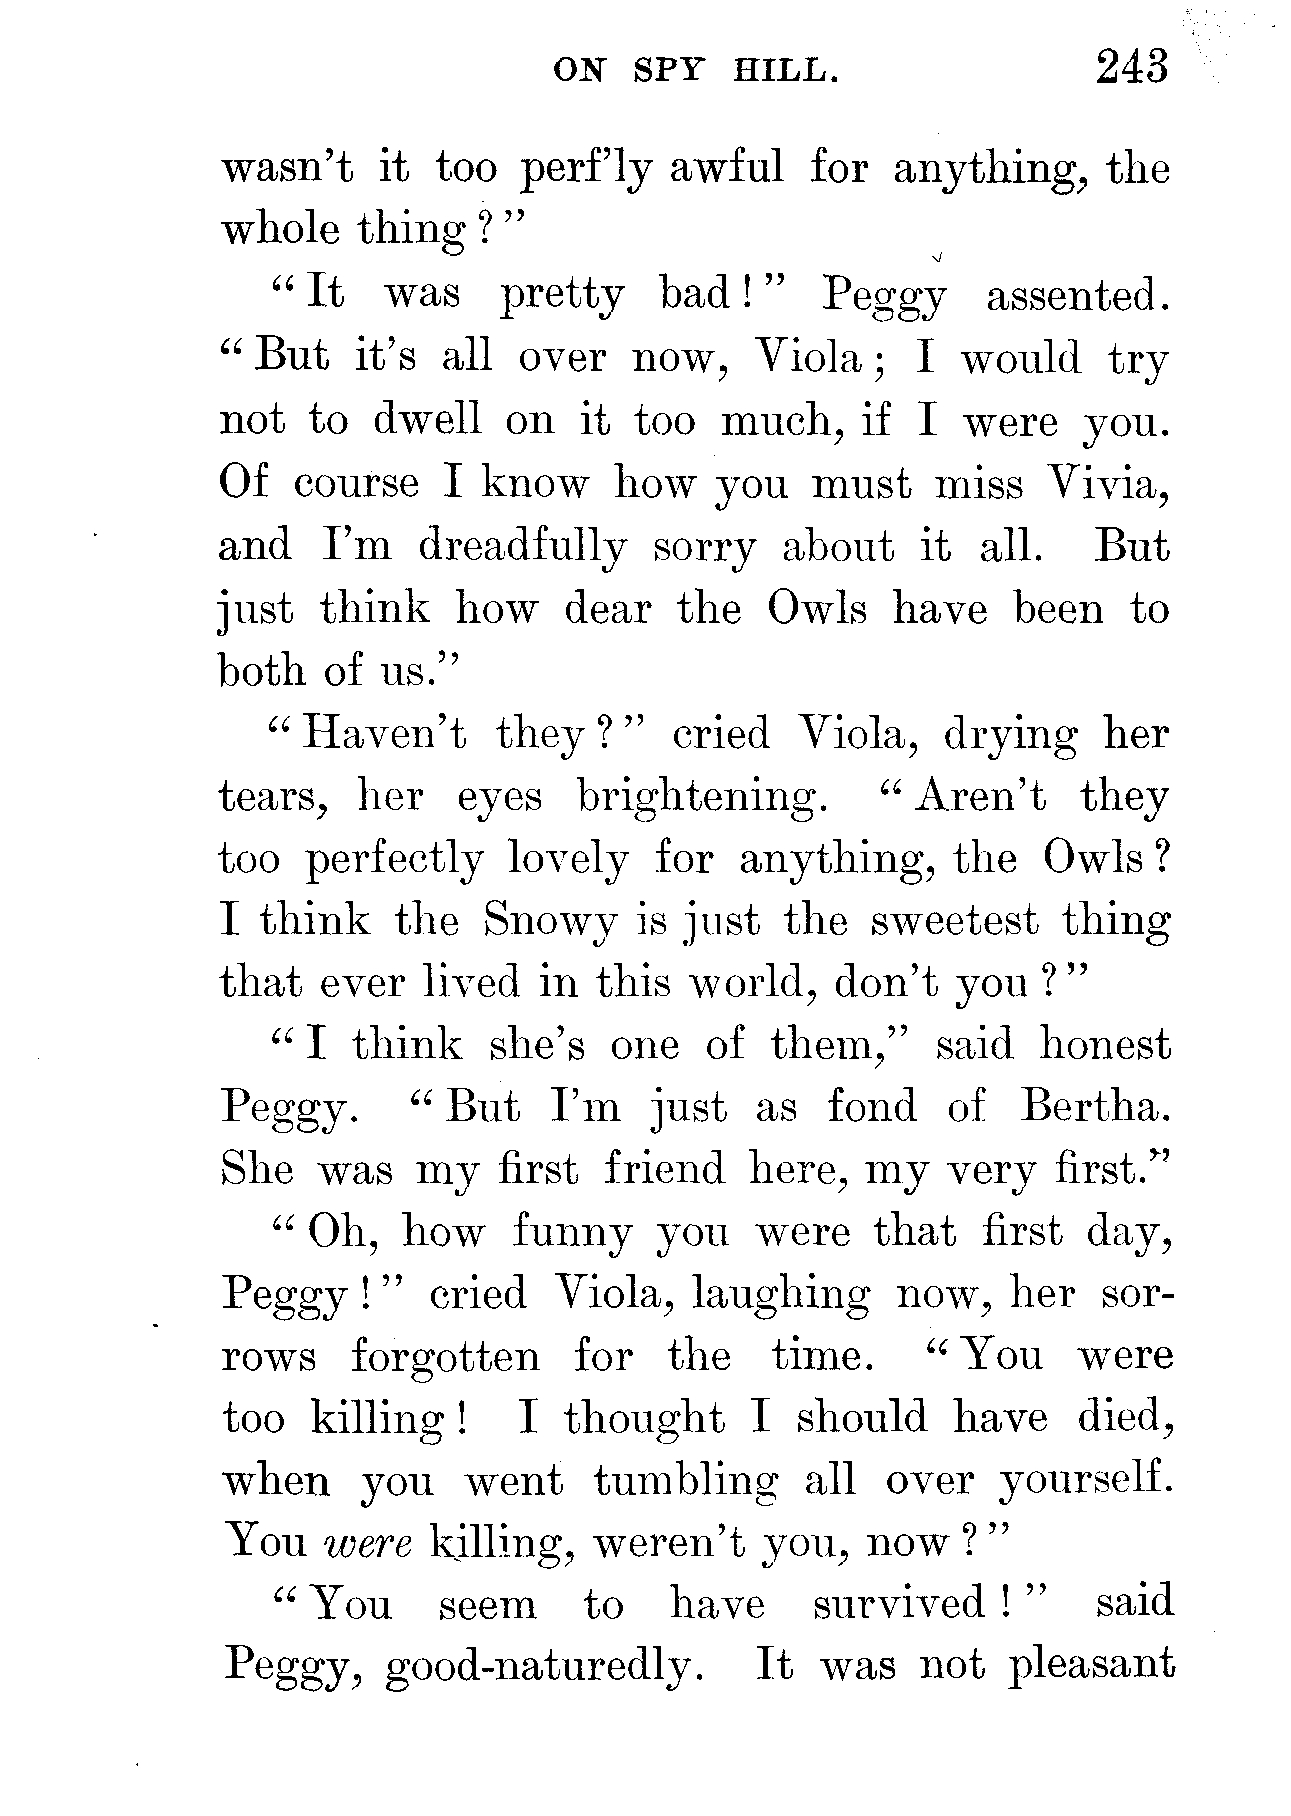 ON SPY HILL. 243
wasn't it too perf'ly awful for anything, the
whole thing?"
"It was pretty bad!" Peggy assented.
"But it's all over now, Viola; I would try
not to dwell on it too much, if I were you.
Of course I know how you must miss Vivia,
and I'm dreadfully sorry about it all. But
just think how dear the Owls have been to
both of us."
"Haven't they?" cried Viola, drying her
tears, her eyes brightening. "Aren't they
too perfectly lovely for anything, the Owls?
I think the Snowy is just the sweetest thing
that ever lived in this world, don't you?"
"I think she's one of them," said honest
Peggy. "But I'm just as fond of Bertha.
She was my first friend here, my very first."
"Oh, how funny you were that first day,
Peggy!" cried Viola, laughing now, her sor-
rows forgotten for the time. "You were
too killing! I thought I should have died,
when you went tumbling all over yourself.
You were killing, weren't you, now?"
"You seem to have survived!" said
Peggy, good-naturedly. It was not pleasant